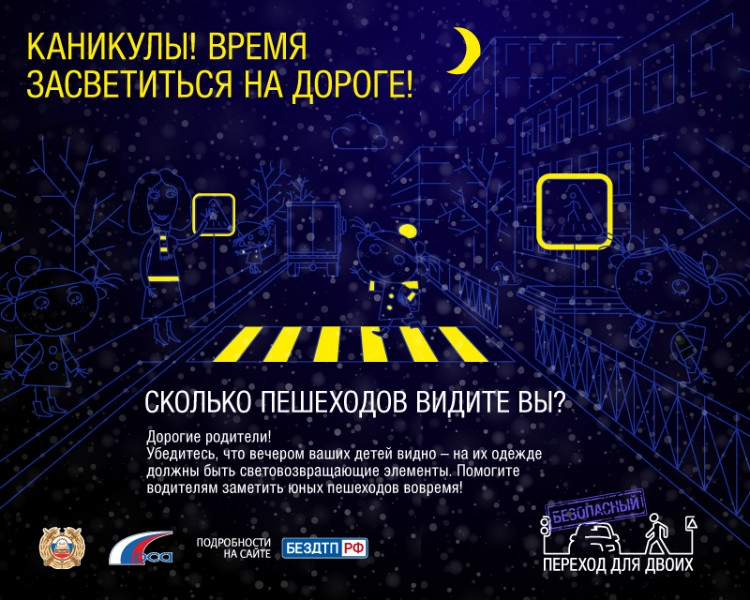 КАНИКУЛЫ! ВРЕМЯ
ЗАСВЕТИТЬСЯ НА ДОРОГЕ!
СКОЛЬКО ПЕШЕХОДОВ ВИДИТЕ ВЫ?
Дорогие родители!
Убедитесь, что вечером ваших детей видно – на их одежде
должны быть световозвращающие элементы. Помогите
водителям заметить юных пешеходов вовремя!
рса
ПОДРОБНОСТИ
НА САЙТЕ
БЕЗДТП РФ
БЕЗОПАСНЫЙ
ПЕРЕХОД ДЛЯ ДВОИХ